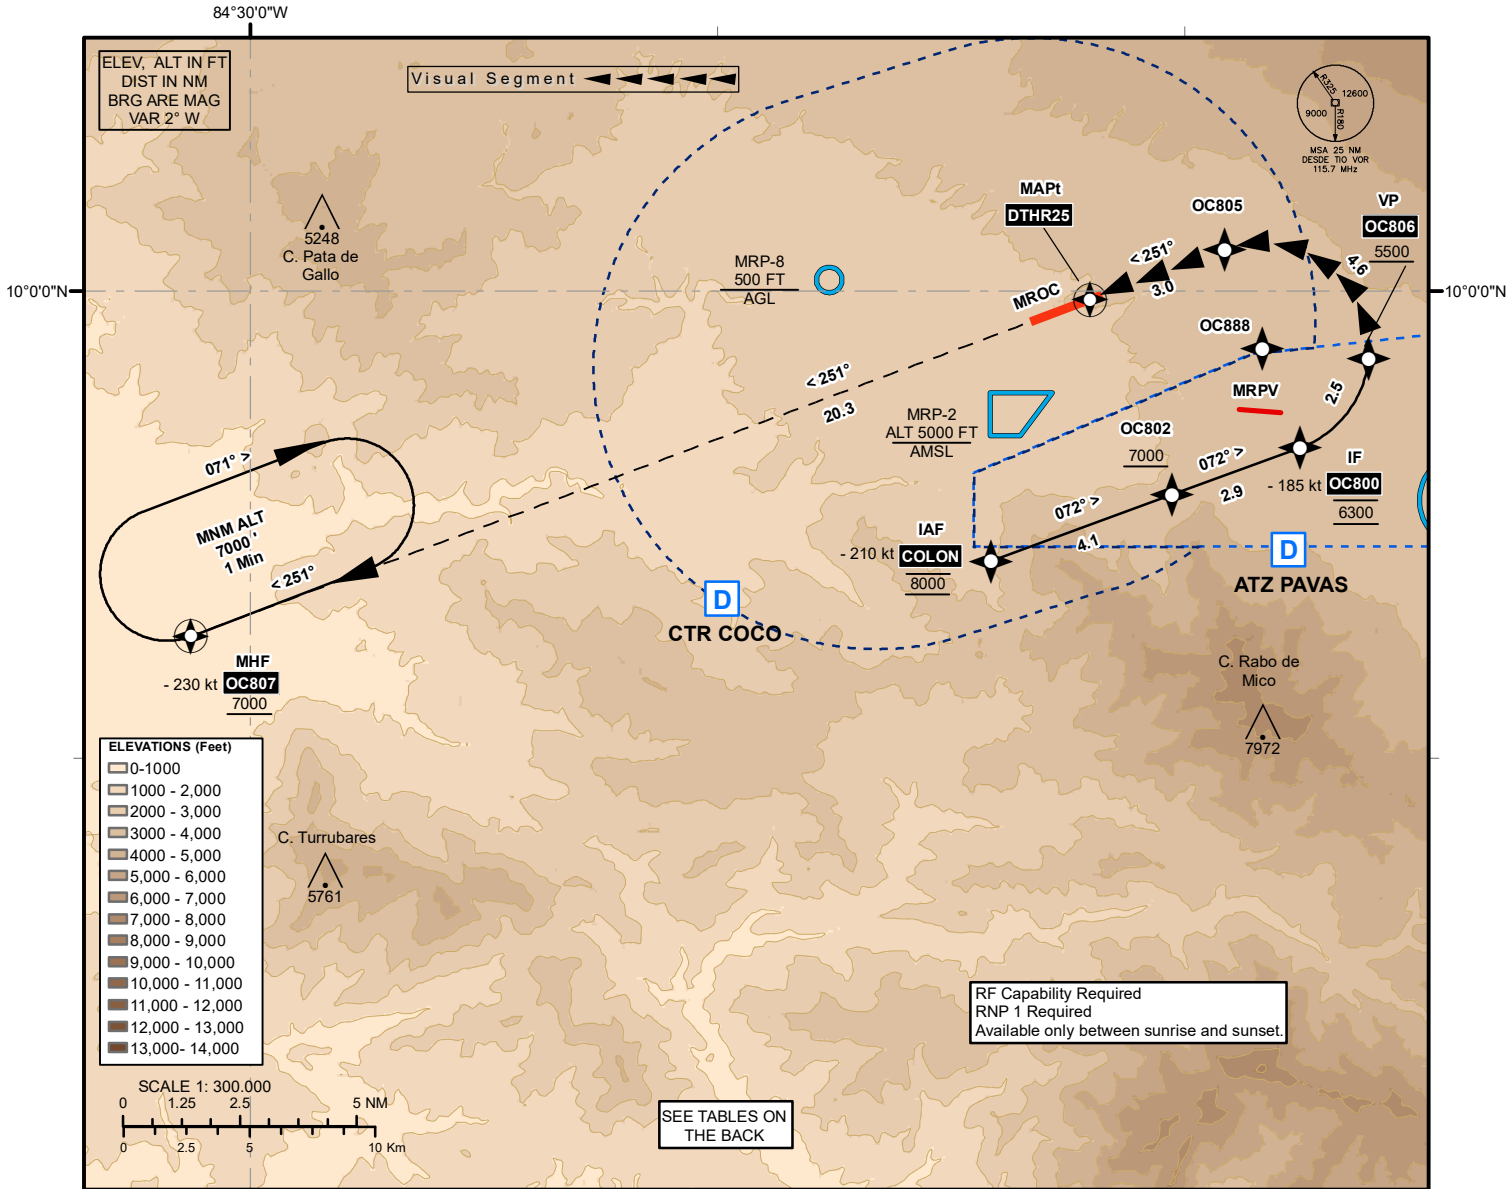 84°30'0"W
ELEV, ALT IN FT
DIST IN NM
BRG ARE MAG
VAR 2° W
Visual Segment
R325
12600
9000
R180
MSA 25 NM
DESDE TIO VOR
115.7 MHz
MAPt
DTHR25
OC805
VP
OC806
5500
5248
C. Pata de
Gallo
MRP-8
500 FT
AGL
< 251°
3.0
4.6
10°0'0"N
10°0'0"N
MROC
OC888
MRPV
2.5
< 251°
20.3
MRP-2
ALT 5000 FT
AMSL
OC802
7000
072° >
2.9
IF
- 185 kt OC800
6300
071° >
MNM ALT
7000 '
1 Min
< 251°
072° >
4.1
IAF
- 210 kt COLON
8000
D
ATZ PAVAS
D
CTR COCO
MHF
- 230 kt OC807
7000
C. Rabo de
Mico
7972
ELEVATIONS (Feet)
0-1000
1000 - 2,000
2000 - 3,000
3000 - 4,000
4000 - 5,000
5,000 - 6,000
6,000 - 7,000
7,000 - 8,000
8,000 - 9,000
9,000 - 10,000
10,000 - 11,000
11,000 - 12,000
12,000 - 13,000
13,000- 14,000
C. Turrubares
5761
RF Capability Required
RNP 1 Required
Available only between sunrise and sunset.
SCALE 1: 300.000
0 1.25 2.5 5 NM
0 2.5 5 10 Km
SEE TABLES ON
THE BACK